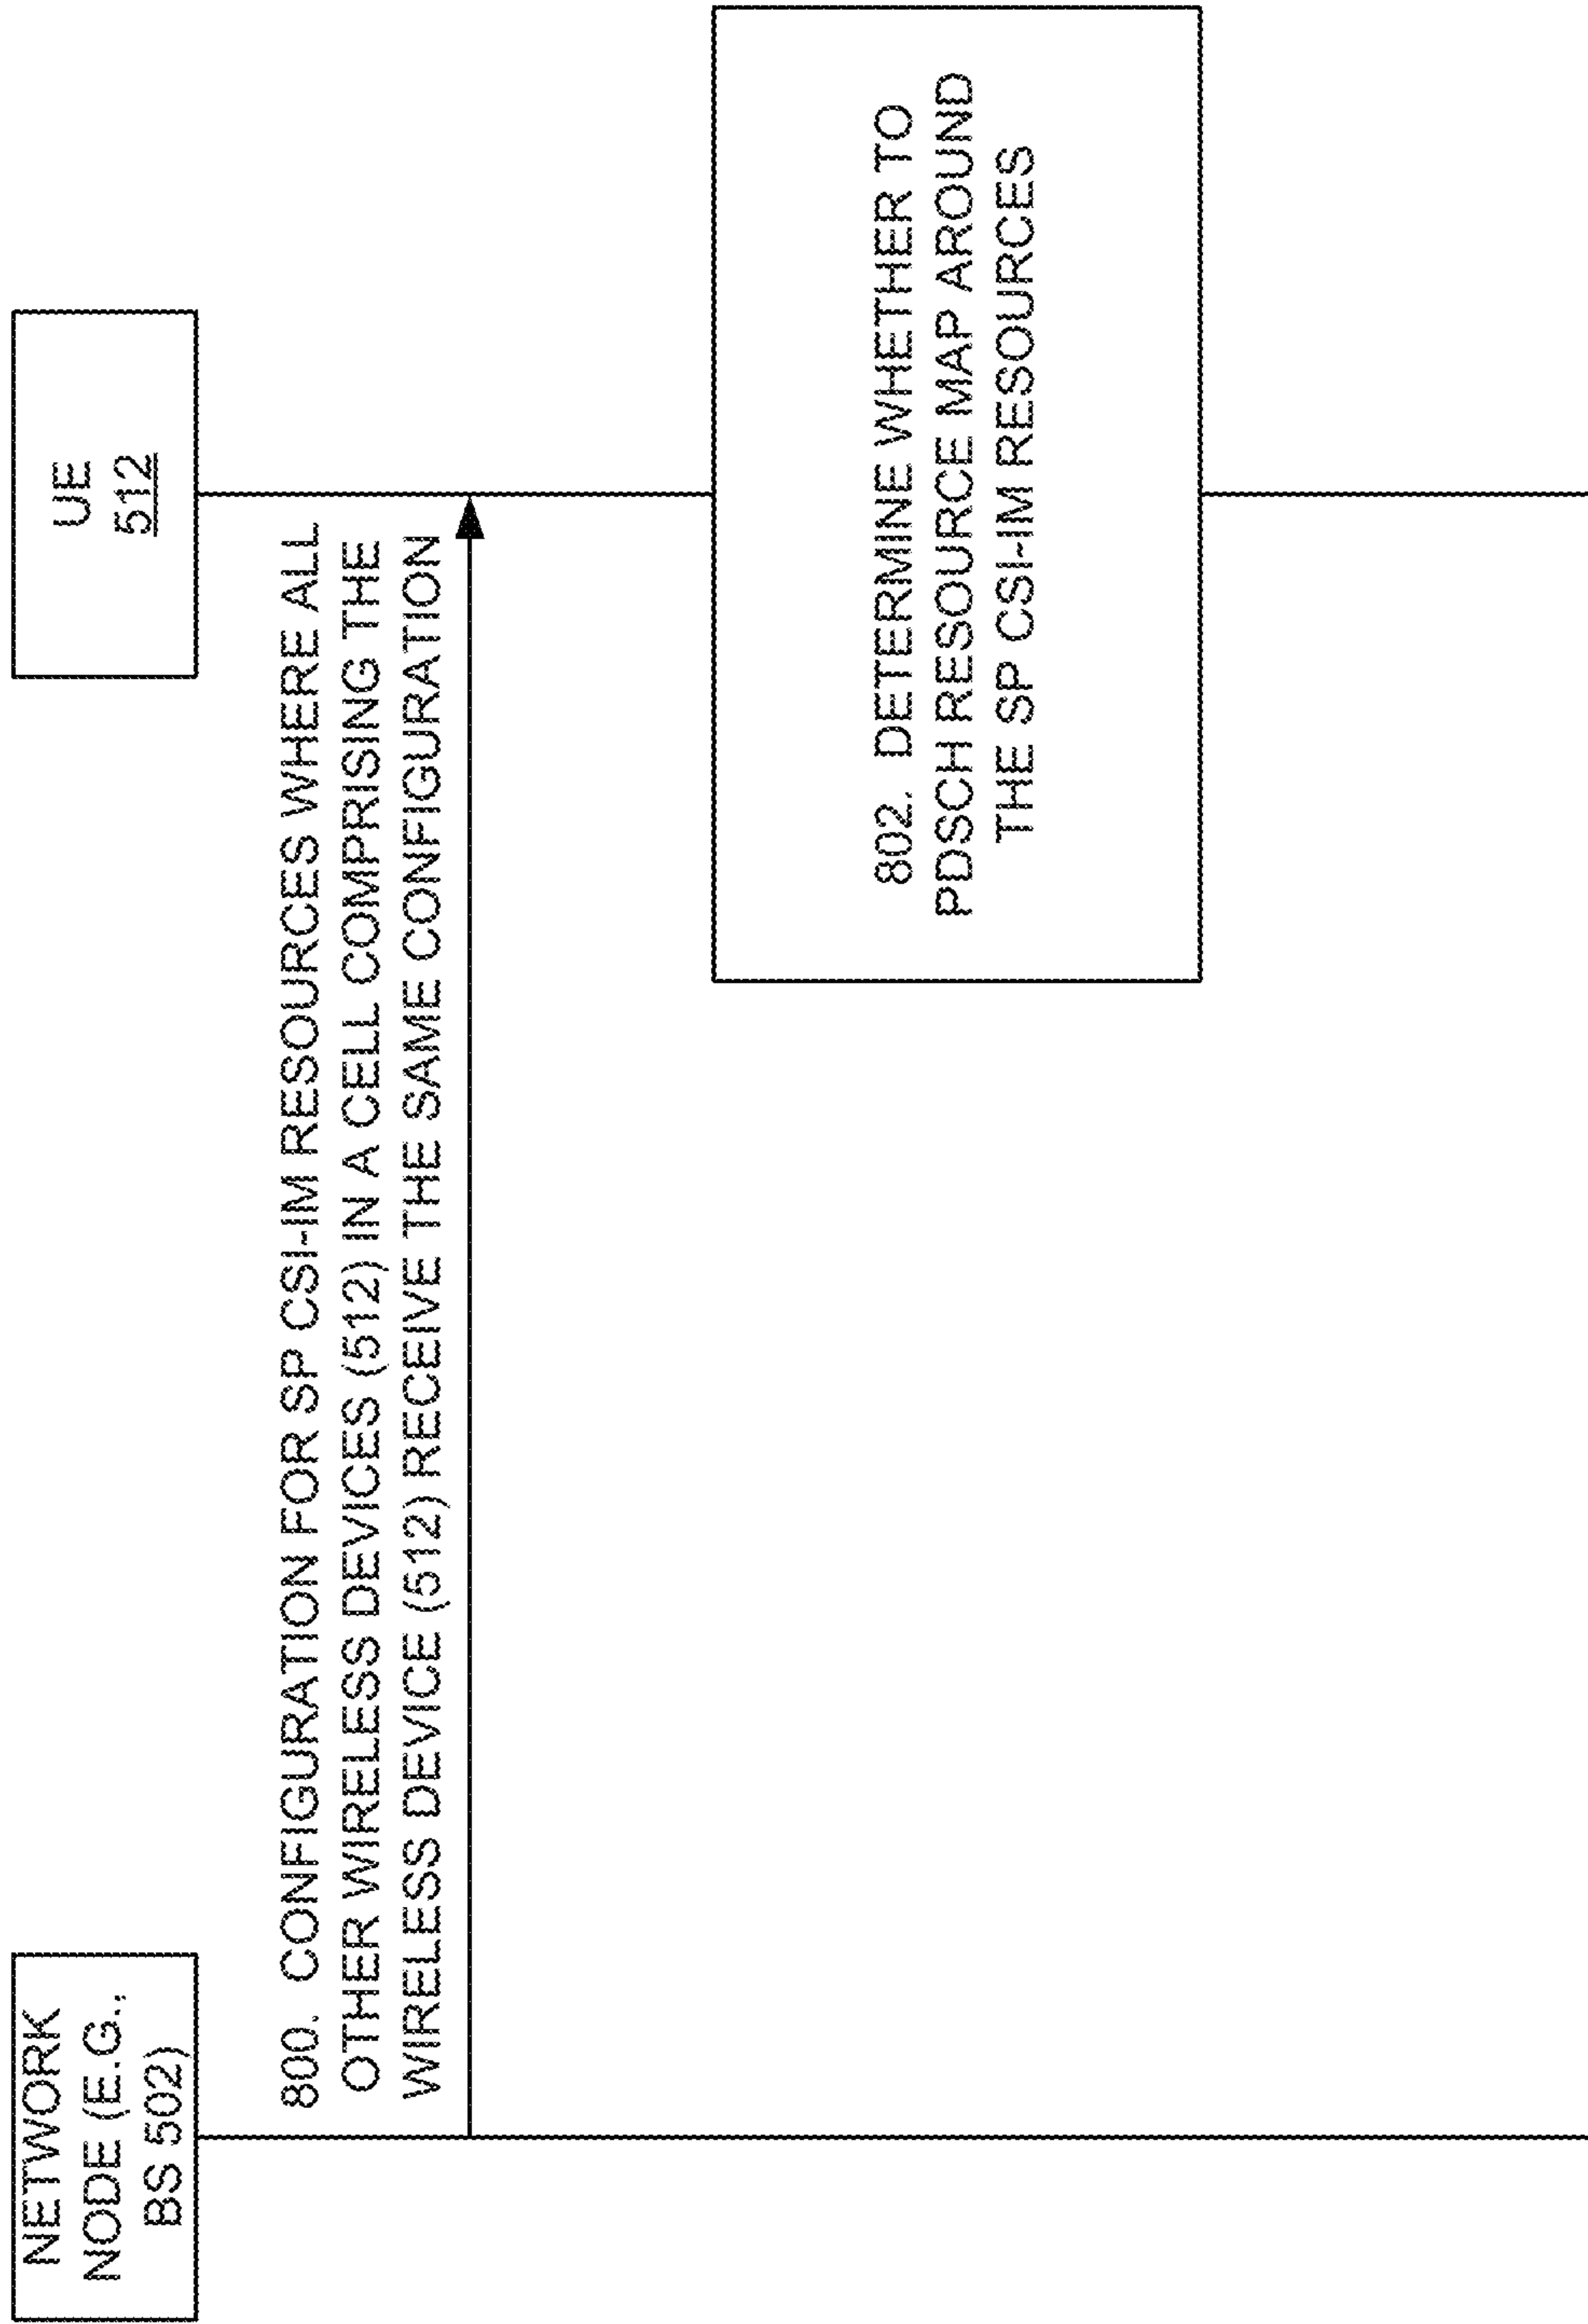 NETWORK
NODE (E.G.,
BS 502)
UE
512
800. CONFIGURATION FOR SP CSI-IM RESOURCES WHERE ALL
OTHER WIRELESS DEVICES (512) IN A CELL COMPRISING THE
WIRELESS DEVICE (512) RECEIVE THE SAME CONFIGURATION
802. DETERMINE WHETHER TO
PDSCH RESOURCE MAP AROUND
THE SP CSI-IM RESOURCES